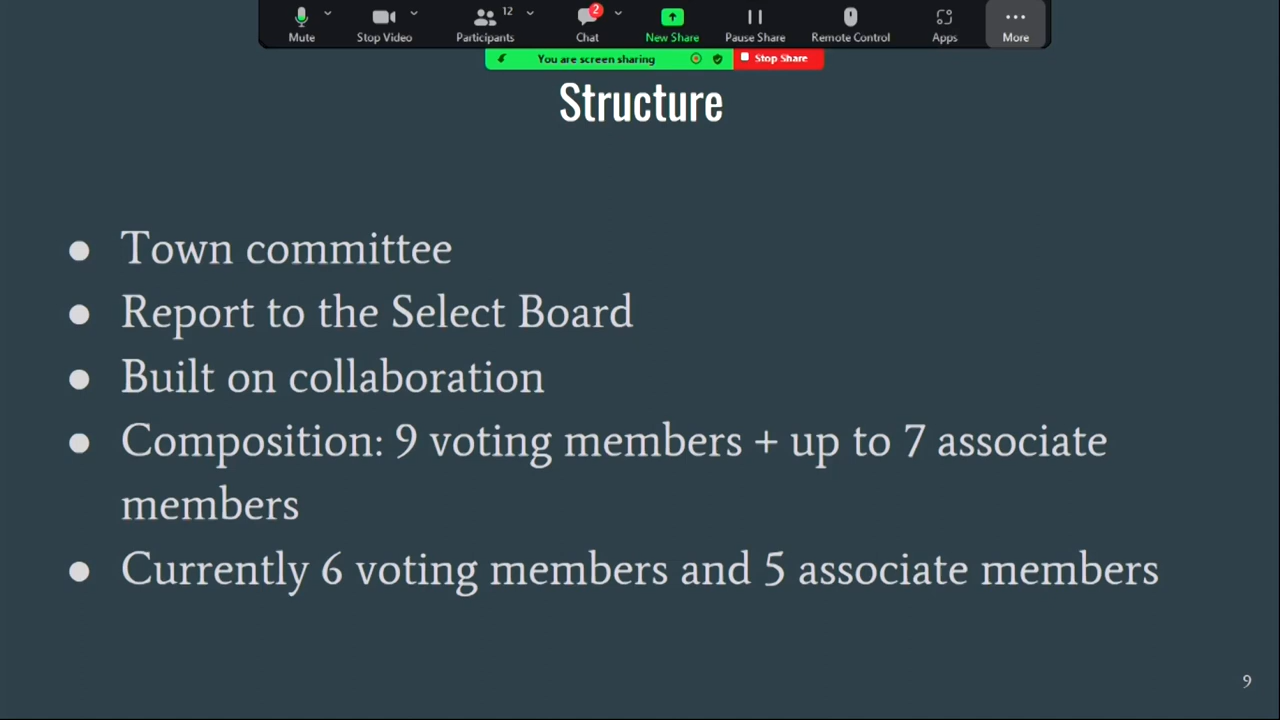 12
2
Mute
Stop Video
Participants
Chat
New Share
Pause Share
Remote Control
Apps
More
You are screen sharing
Stop Share
Structure
● Town committee
● Report to the Select Board
● Built on collaboration
● Composition: 9 voting members + up to 7 associate
members
● Currently 6 voting members and 5 associate members
9